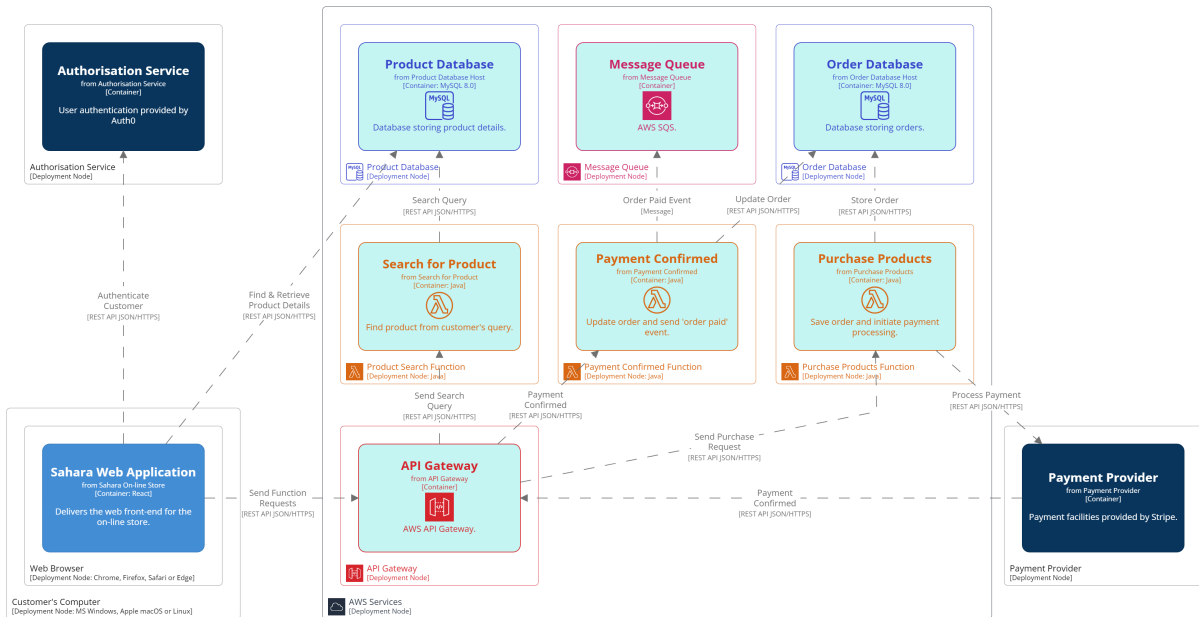 Authorisation Service
from Authorisation Service
[Container]
User authentication provided by
Auth0
Authorisation Service
[Deployment Node]
Product Database
from Product Database Host
[Container: MySQL 8.0]
MySQL
Database storing product details.
MySQL
Product Database
[Deployment Node]
Message Queue
from Message Queue
[Container]
AWS SQS.
Message Queue
[Deployment Node]
Order Database
from Order Database Host
[Container: MySQL 8.0]
MySQL
Database storing orders.
MySQL
Order Database
[Deployment Node]
Search Query
[REST API JSON/HTTPS]
Order Paid Event
[Message]
Update Order
[REST API JSON/HTTPS]
Store Order
[REST API JSON/HTTPS]
Search for Product
from Search for Product
[Container: Java]
Find product from customer's query.
Product Search Function
[Deployment Node: Java]
Payment Confirmed
from Payment Confirmed
[Container: Java]
Update order and send 'order paid'
event.
Payment Confirmed Function
[Deployment Node: Java]
Purchase Products
from Purchase Products
[Container: Java]
Save order and initiate payment
processing.
Purchase Products Function
[Deployment Node: Java]
Authenticate
Customer
[REST API JSON/HTTPS]
Find & Retrieve
Product Details
[REST API JSON/HTTPS]
Send Search
Query
[REST API JSON/HTTPS]
Payment
Confirmed
[REST API JSON/HTTPS]
Process Payment
[REST API JSON/HTTPS]
Send Purchase
Request
[REST API JSON/HTTPS]
Sahara Web Application
from Sahara On-line Store
[Container: React]
Delivers the web front-end for the
on-line store.
Web Browser
[Deployment Node: Chrome, Firefox, Safari or Edge]
Customer's Computer
[Deployment Node: MS Windows, Apple macOS or Linux]
Send Function
Requests
[REST API JSON/HTTPS]
API Gateway
from API Gateway
[Container]
AWS API Gateway.
API Gateway
[Deployment Node]
AWS Services
[Deployment Node]
Payment
Confirmed
[REST API JSON/HTTPS]
Payment Provider
from Payment Provider
[Container]
Payment facilities provided by Stripe.
Payment Provider
[Deployment Node]